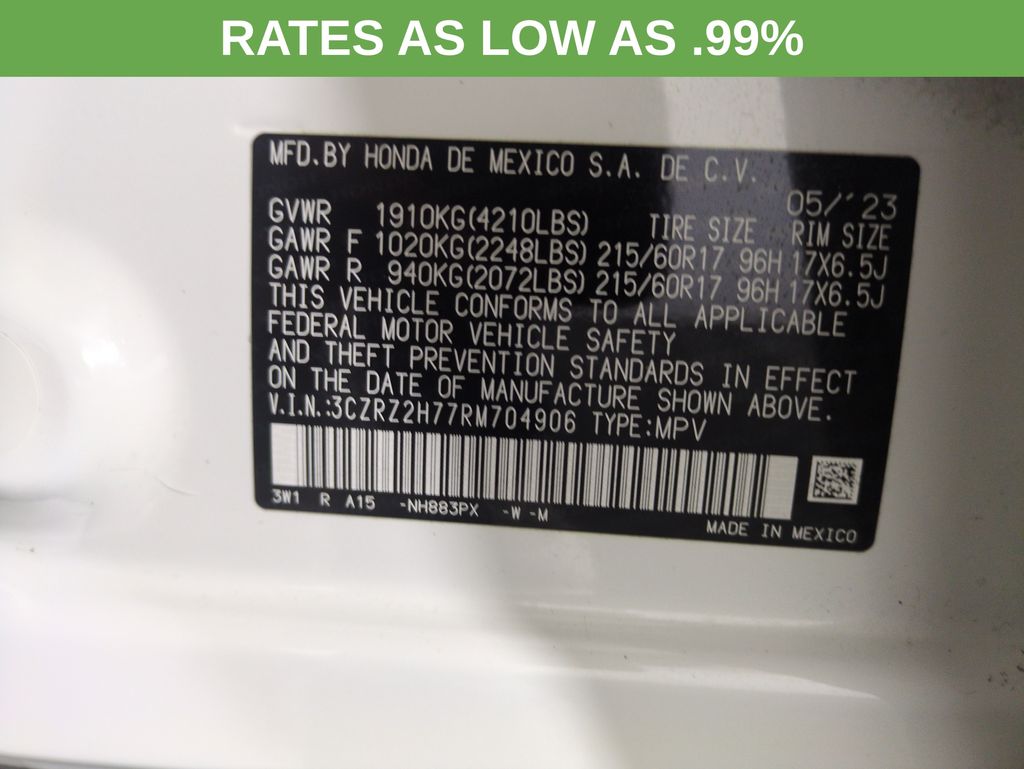 RATES AS LOW AS .99%
MFD.BY HONDA DE MEXICO S.A. DE C.V.
05/'23
GVWR 1910KG(4210LBS) TIRE SIZE RIM SIZE
GAWR F 1020KG(2248LBS) 215/60R17 96H 17X6.5J
GAWR R 940KG(2072LBS) 215/60R17 96H 17X6.5J
THIS VEHICLE CONFORMS TO ALL APPLICABLE
FEDERAL MOTOR VEHICLE SAFETY
AND THEFT PREVENTION STANDARDS IN EFFECT
ON THE DATE OF MANUFACTURE SHOWN ABOVE.
V.I.N.:3CZRZ2H77RM704906 TYPE:MPV
3W1 R A15 -NH883PX -W -M
MADE IN MEXICO